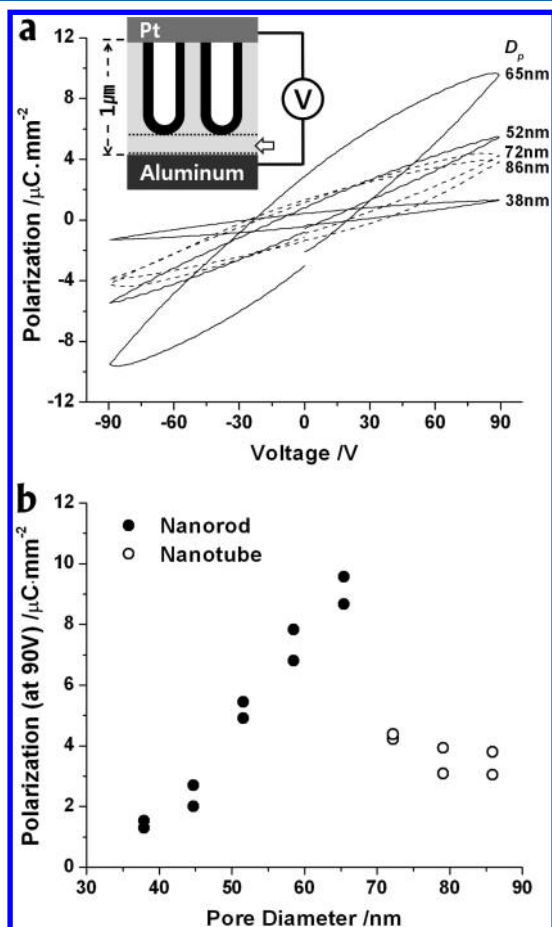 a
Pt
1μm
V
Aluminum
Dp
65nm
52nm
72nm
86nm
38nm
12
8
4
0
-4
-8
-12
Polarization /μC.mm-2
-90 -60 -30 0 30 60 90
Voltage /V
b
Nanorod
Nanotube
12
10
8
6
4
2
0
Polarization (at 90V) /μC·mm-2
30 40 50 60 70 80 90
Pore Diameter /nm